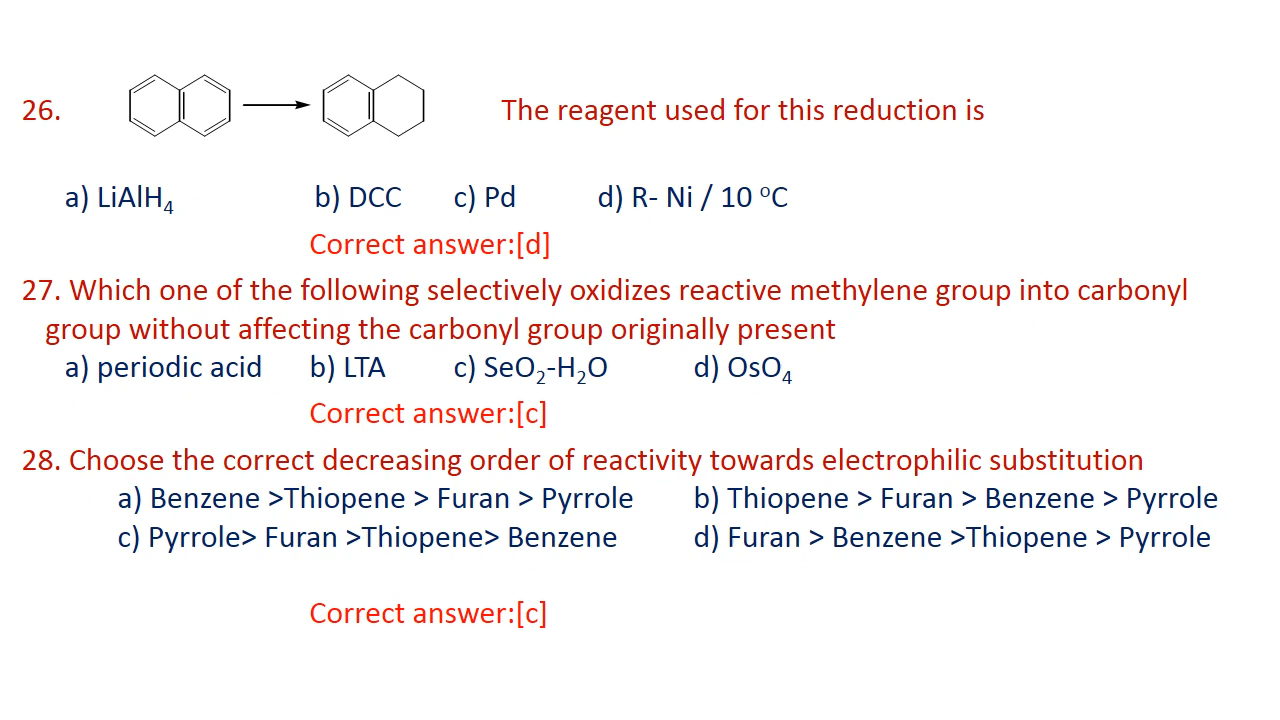 26. The reagent used for this reduction is
a) LiAlH4 b) DCC c) Pd d) R- Ni / 10 °C
Correct answer:[d]
27. Which one of the following selectively oxidizes reactive methylene group into carbonyl
group without affecting the carbonyl group originally present
a) periodic acid b) LTA c) SeO2-H2O d) OsO4
Correct answer:[c]
28. Choose the correct decreasing order of reactivity towards electrophilic substitution
a) Benzene >Thiopene > Furan > Pyrrole b) Thiopene > Furan > Benzene > Pyrrole
c) Pyrrole> Furan >Thiopene> Benzene d) Furan > Benzene >Thiopene > Pyrrole
Correct answer:[c]